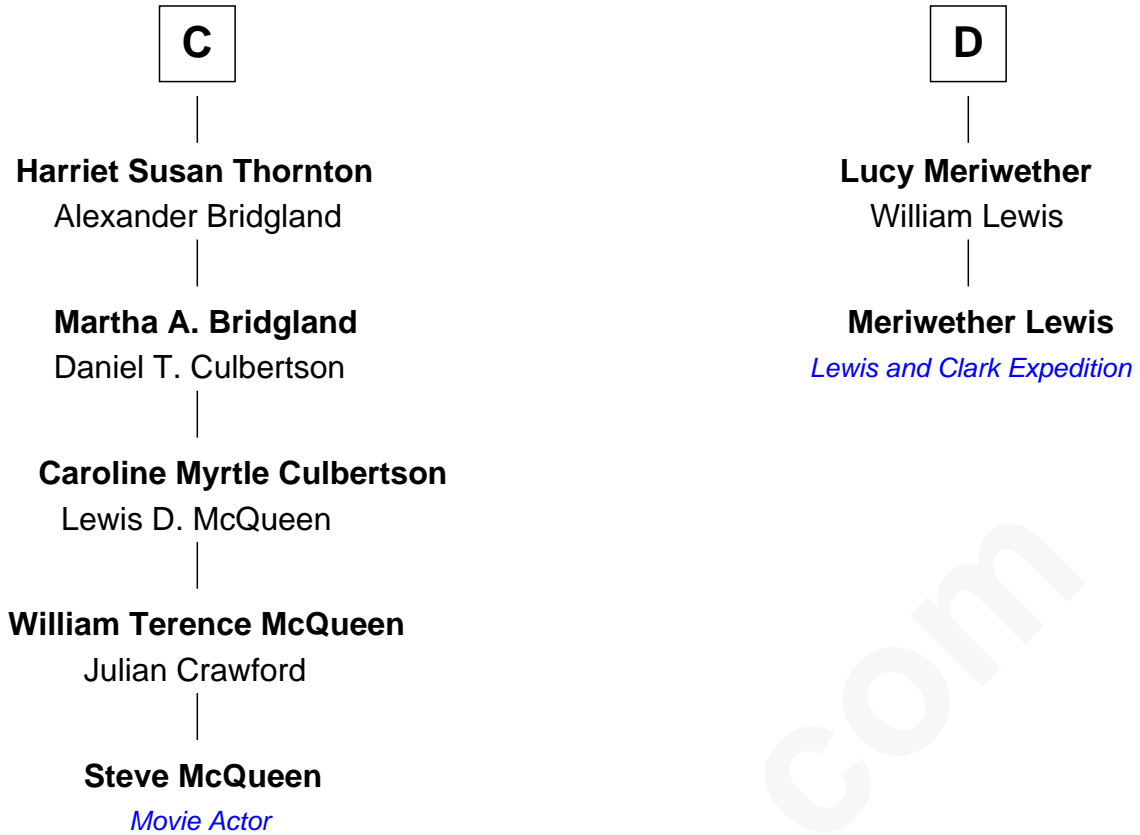 C
Harriet Susan Thornton
Alexander Bridgland
Martha A. Bridgland
Daniel T. Culbertson
Caroline Myrtle Culbertson
Lewis D. McQueen
William Terence McQueen
Julian Crawford
Steve McQueen
Movie Actor
D
Lucy Meriwether
William Lewis
Meriwether Lewis
Lewis and Clark Expedition
com